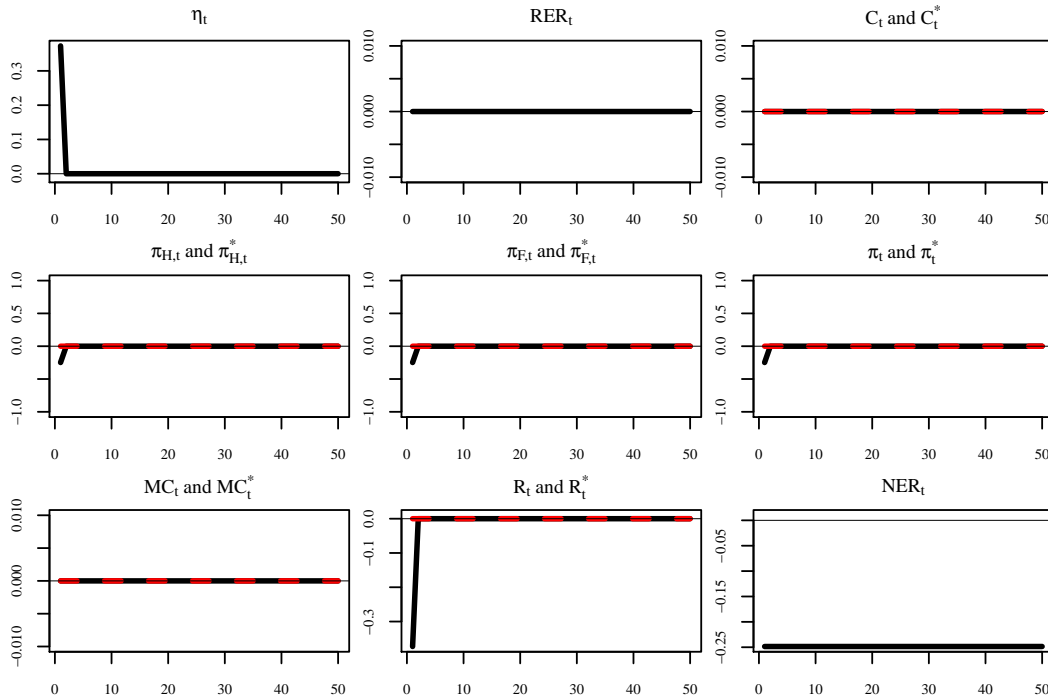 η_t RER_t C_t and C_t^*
0.0 0.1 0.2 0.3
−0.010 0.000 0.010
−0.010 0.000 0.010
0 10 20 30 40 50
0 10 20 30 40 50
0 10 20 30 40 50
π_{H,t} and π_{H,t}^* π_{F,t} and π_{F,t}^* π_t and π_t^*
−1.0 0.0 0.5 1.0
−1.0 0.0 0.5 1.0
−1.0 0.0 0.5 1.0
0 10 20 30 40 50
0 10 20 30 40 50
0 10 20 30 40 50
MC_t and MC_t^* R_t and R_t^* NER_t
−0.010 0.000 0.010
−0.3 −0.1 0.0
−0.25 −0.15 −0.05
0 10 20 30 40 50
0 10 20 30 40 50
0 10 20 30 40 50